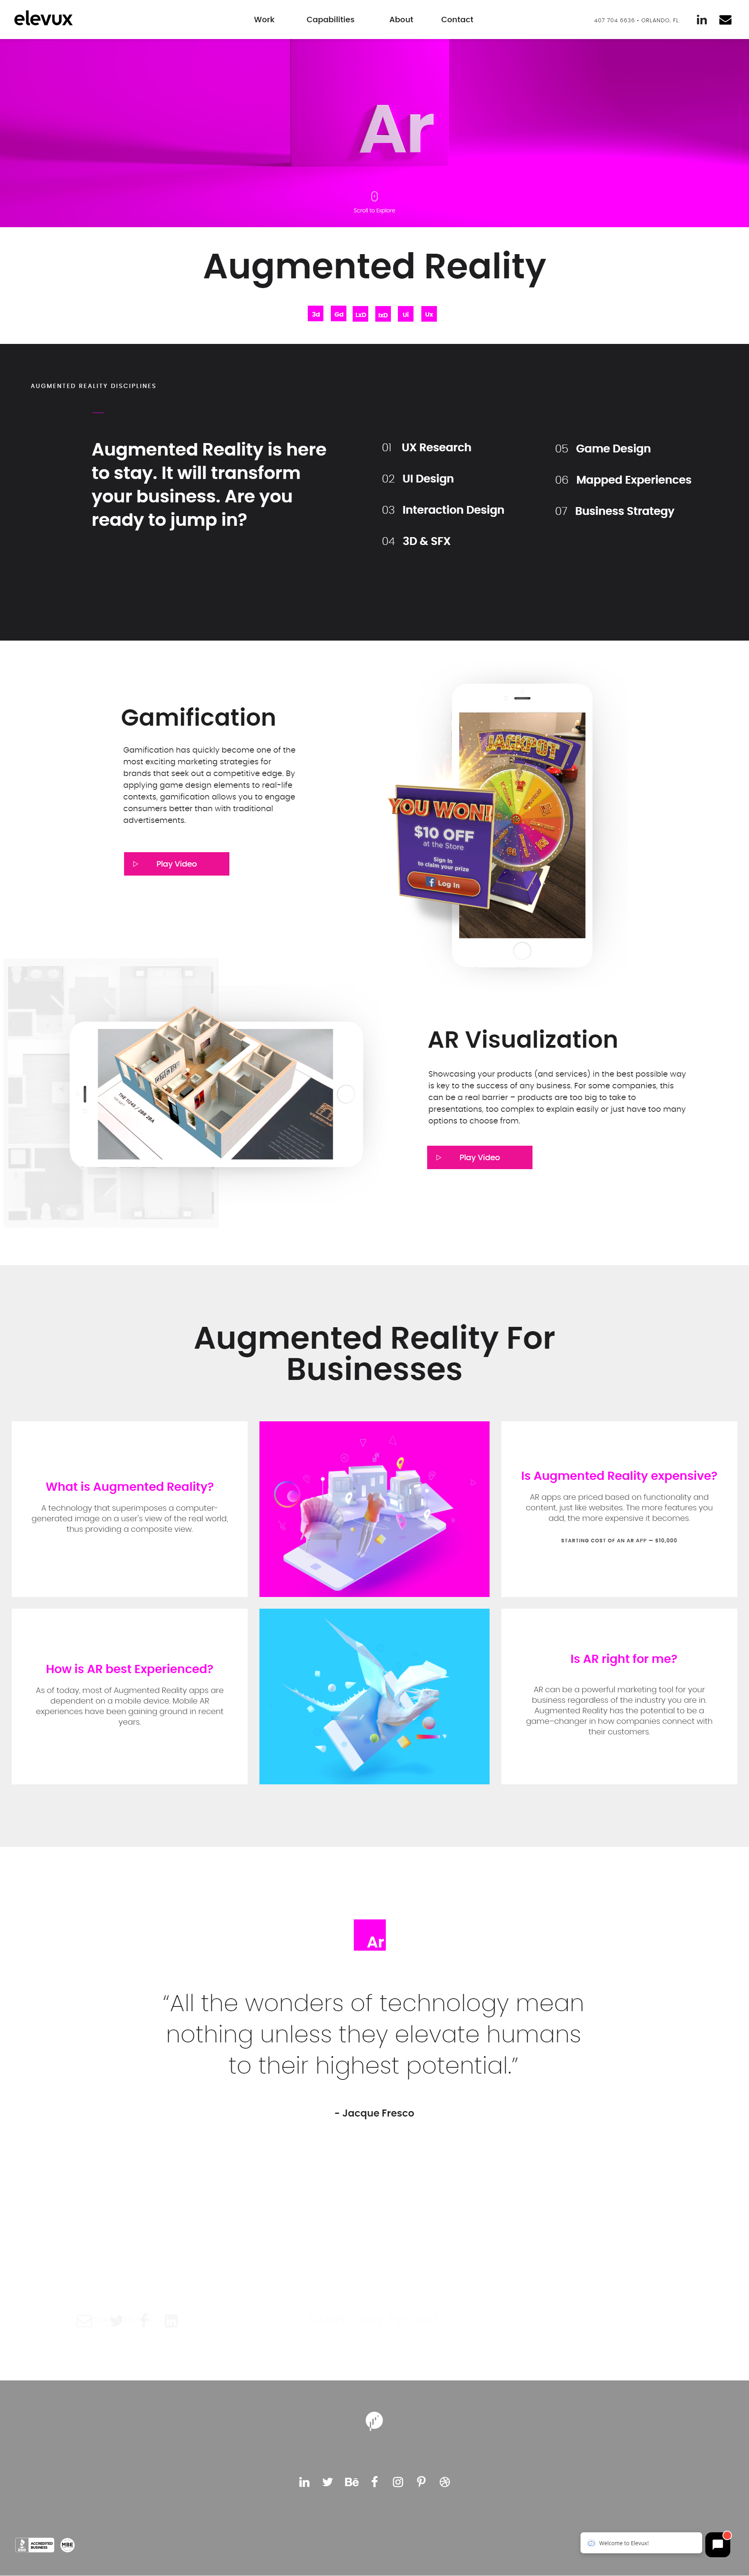 elevux
Work
Capabilities
About
Contact
407 704 6636 - ORLANDO, FL
Ar
Scroll to Explore
Augmented Reality
3d Gd LxD IxD UI Ux
AUGMENTED REALITY DISCIPLINES
Augmented Reality is here
to stay. It will transform
your business. Are you
ready to jump in?
01 UX Research
02 UI Design
03 Interaction Design
04 3D & SFX
05 Game Design
06 Mapped Experiences
07 Business Strategy
Gamification
Gamification has quickly become one of the
most exciting marketing strategies for
brands that seek out a competitive edge. By
applying game design elements to real-life
contexts, gamification allows you to engage
consumers better than with traditional
advertisements.
Play Video
JACKPOT
YOU WON!
$10 OFF
at the Store
Sign In
to claim your prize
Log In
AR Visualization
Showcasing your products (and services) in the best possible way
is key to the success of any business. For some companies, this
can be a real barrier – products are too big to take to
presentations, too complex to explain easily or just have too many
options to choose from.
Play Video
Augmented Reality For
Businesses
What is Augmented Reality?
A technology that superimposes a computer-
generated image on a user's view of the real world,
thus providing a composite view.
Is Augmented Reality expensive?
AR apps are priced based on functionality and
content, just like websites. The more features you
add, the more expensive it becomes.
STARTING COST OF AN AR APP — $10,000
How is AR best Experienced?
As of today, most of Augmented Reality apps are
dependent on a mobile device. Mobile AR
experiences have been gaining ground in recent
years.
Is AR right for me?
AR can be a powerful marketing tool for your
business regardless of the industry you are in.
Augmented Reality has the potential to be a
game-changer in how companies connect with
their customers.
Ar
“All the wonders of technology mean
nothing unless they elevate humans
to their highest potential.”
- Jacque Fresco
BBB
ACCREDITED
BUSINESS
MBE
Welcome to Elevux!